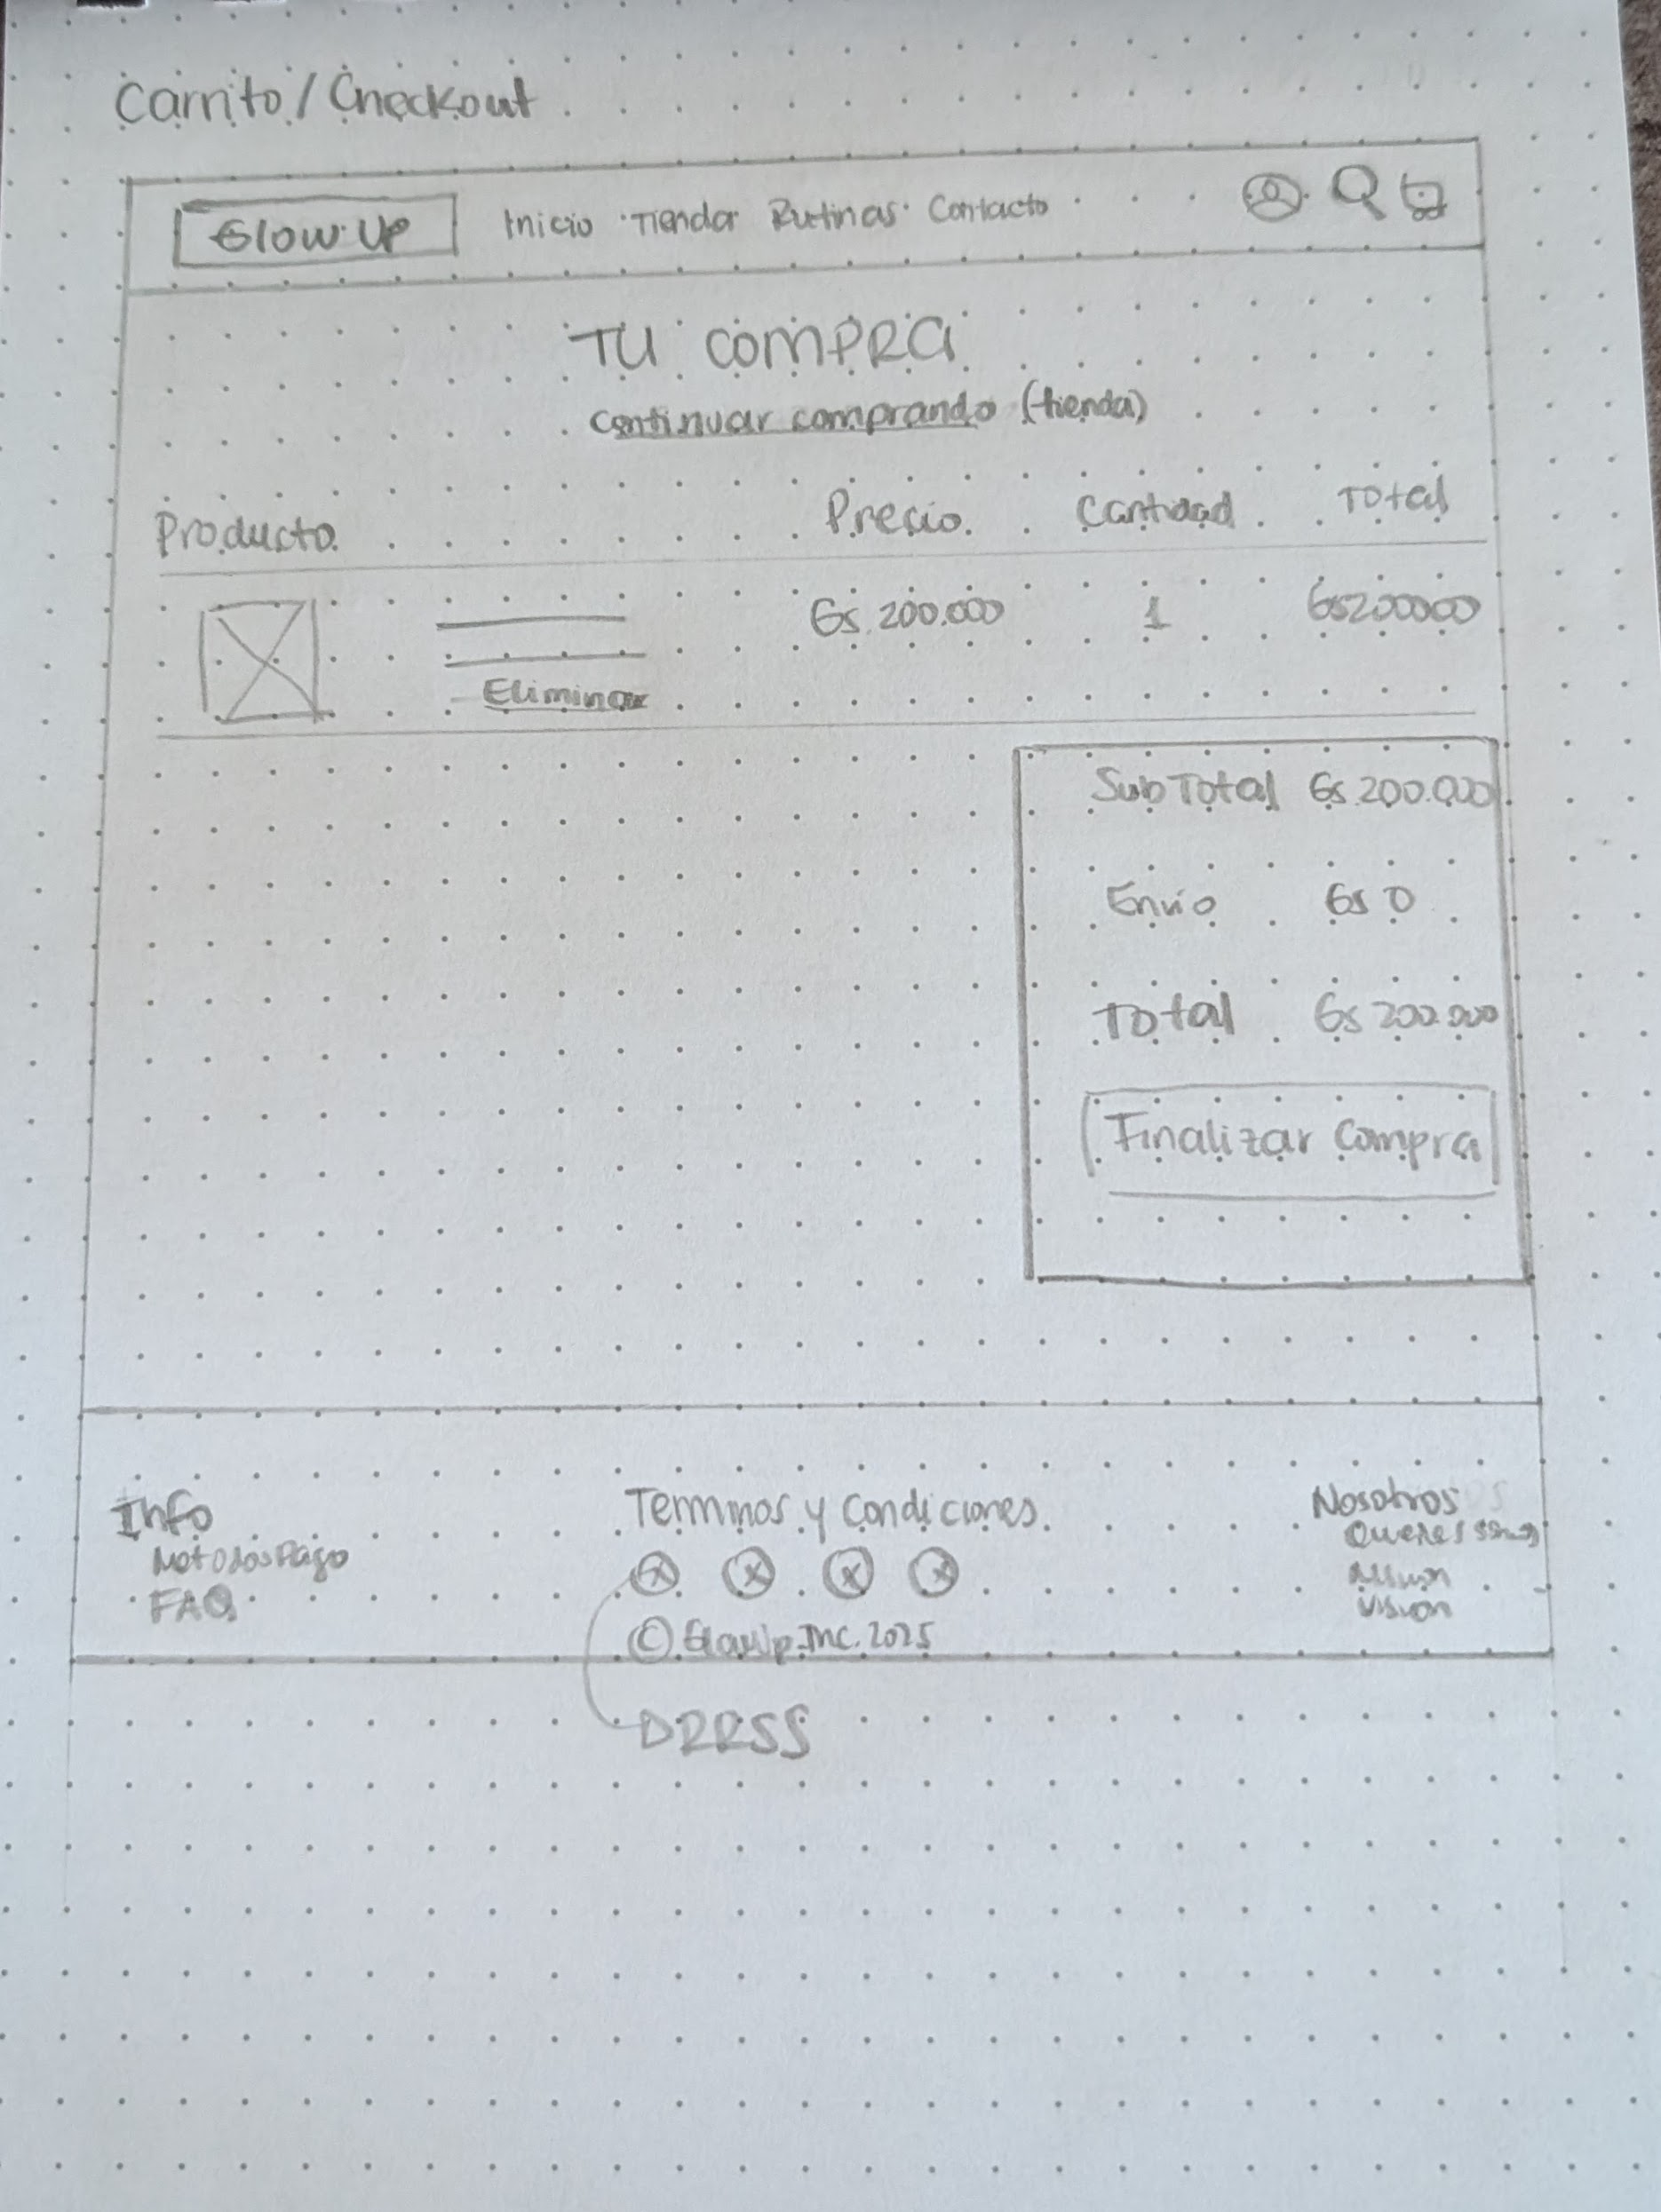 Carrito/Checkout
Glow Up Inicio Tienda Rutinas Contacto
TU COMPRA
Continuar comprando (tienda)
Producto Precio Cantidad Total
Gs. 200.000 1 Gs200000
Eliminar
SubTotal Gs. 200.000
Envio Gs 0
Total Gs 200.000
Finalizar Compra
Info Terminos y Condiciones Nosotros
Quienes somos
Metodos Pago
Mision
FAQ
Vision
© GlowUp.Inc. 2025
DRRSS